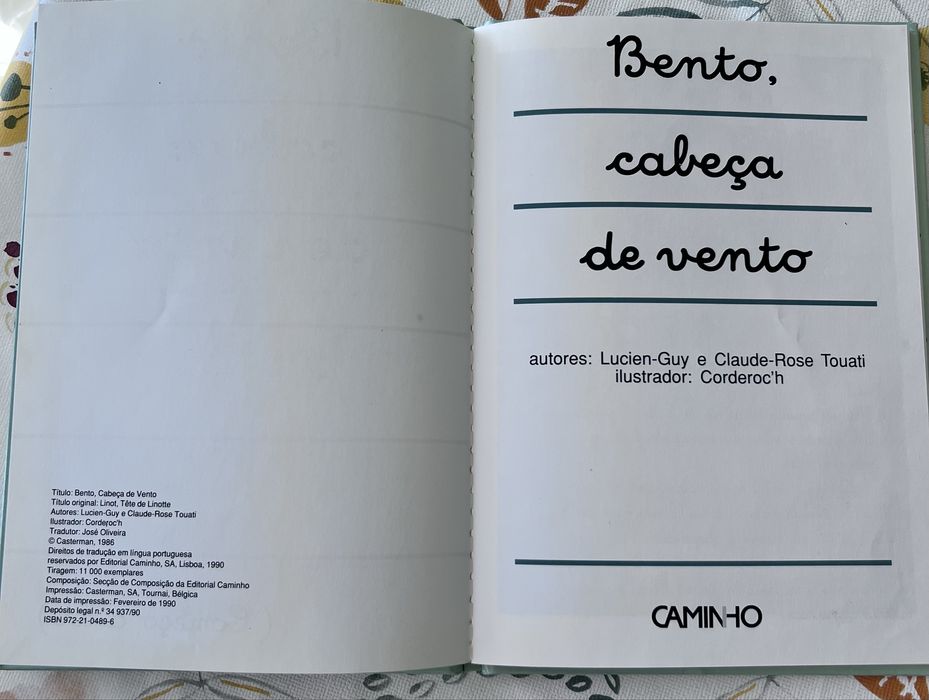 Título: Bento, Cabeça de Vento
Título original: Linot, Tête de Linotte
Autores: Lucien-Guy e Claude-Rose Touati
Ilustrador: Corderoc'h
Tradutor: José Oliveira
© Casterman, 1986
Direitos de tradução em língua portuguesa
reservados por Editorial Caminho, SA, Lisboa, 1990
Tiragem: 11 000 exemplares
Composição: Secção de Composição da Editorial Caminho
Impressão: Casterman, SA, Tournai, Bélgica
Data de impressão: Fevereiro de 1990
Depósito legal n.º 34 937/90
ISBN 972-21-0489-6
Bento,
cabeça
de vento
autores: Lucien-Guy e Claude-Rose Touati
ilustrador: Corderoc'h
CAMINHO